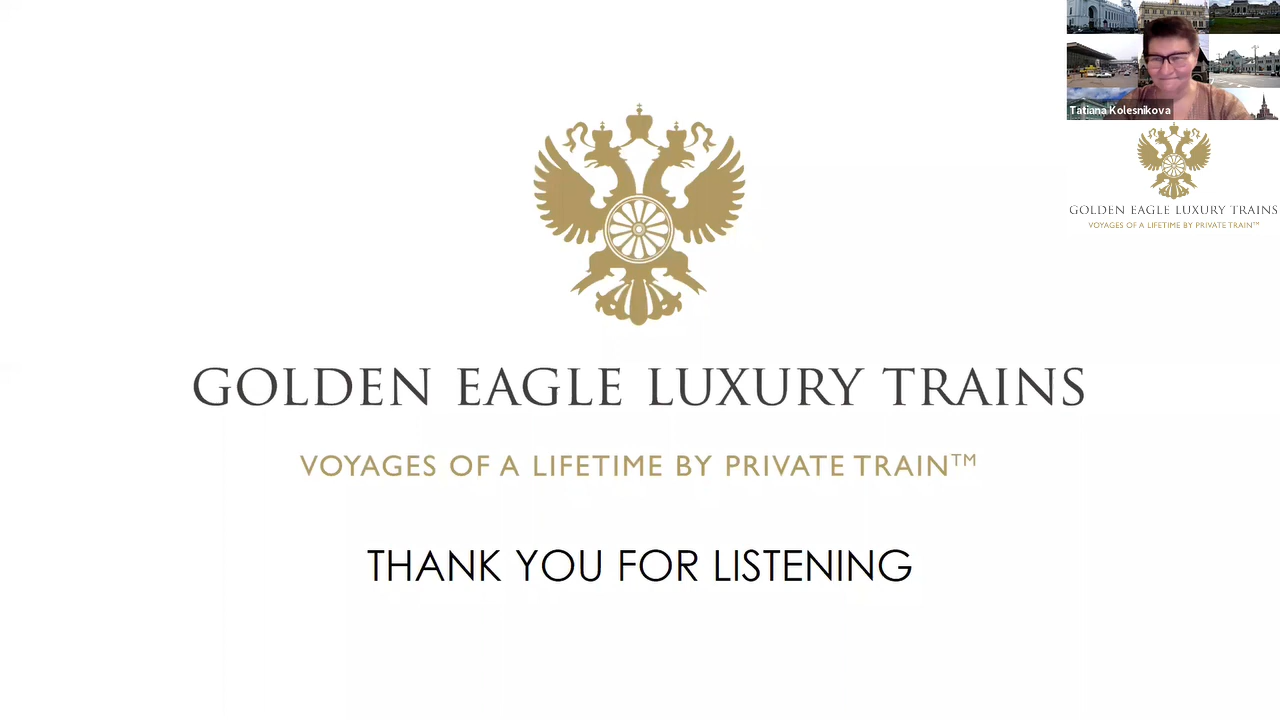 Tatiana Kolesnikova
GOLDEN EAGLE LUXURY TRAINS
VOYAGES OF A LIFETIME BY PRIVATE TRAIN™
GOLDEN EAGLE LUXURY TRAINS
VOYAGES OF A LIFETIME BY PRIVATE TRAIN™
THANK YOU FOR LISTENING